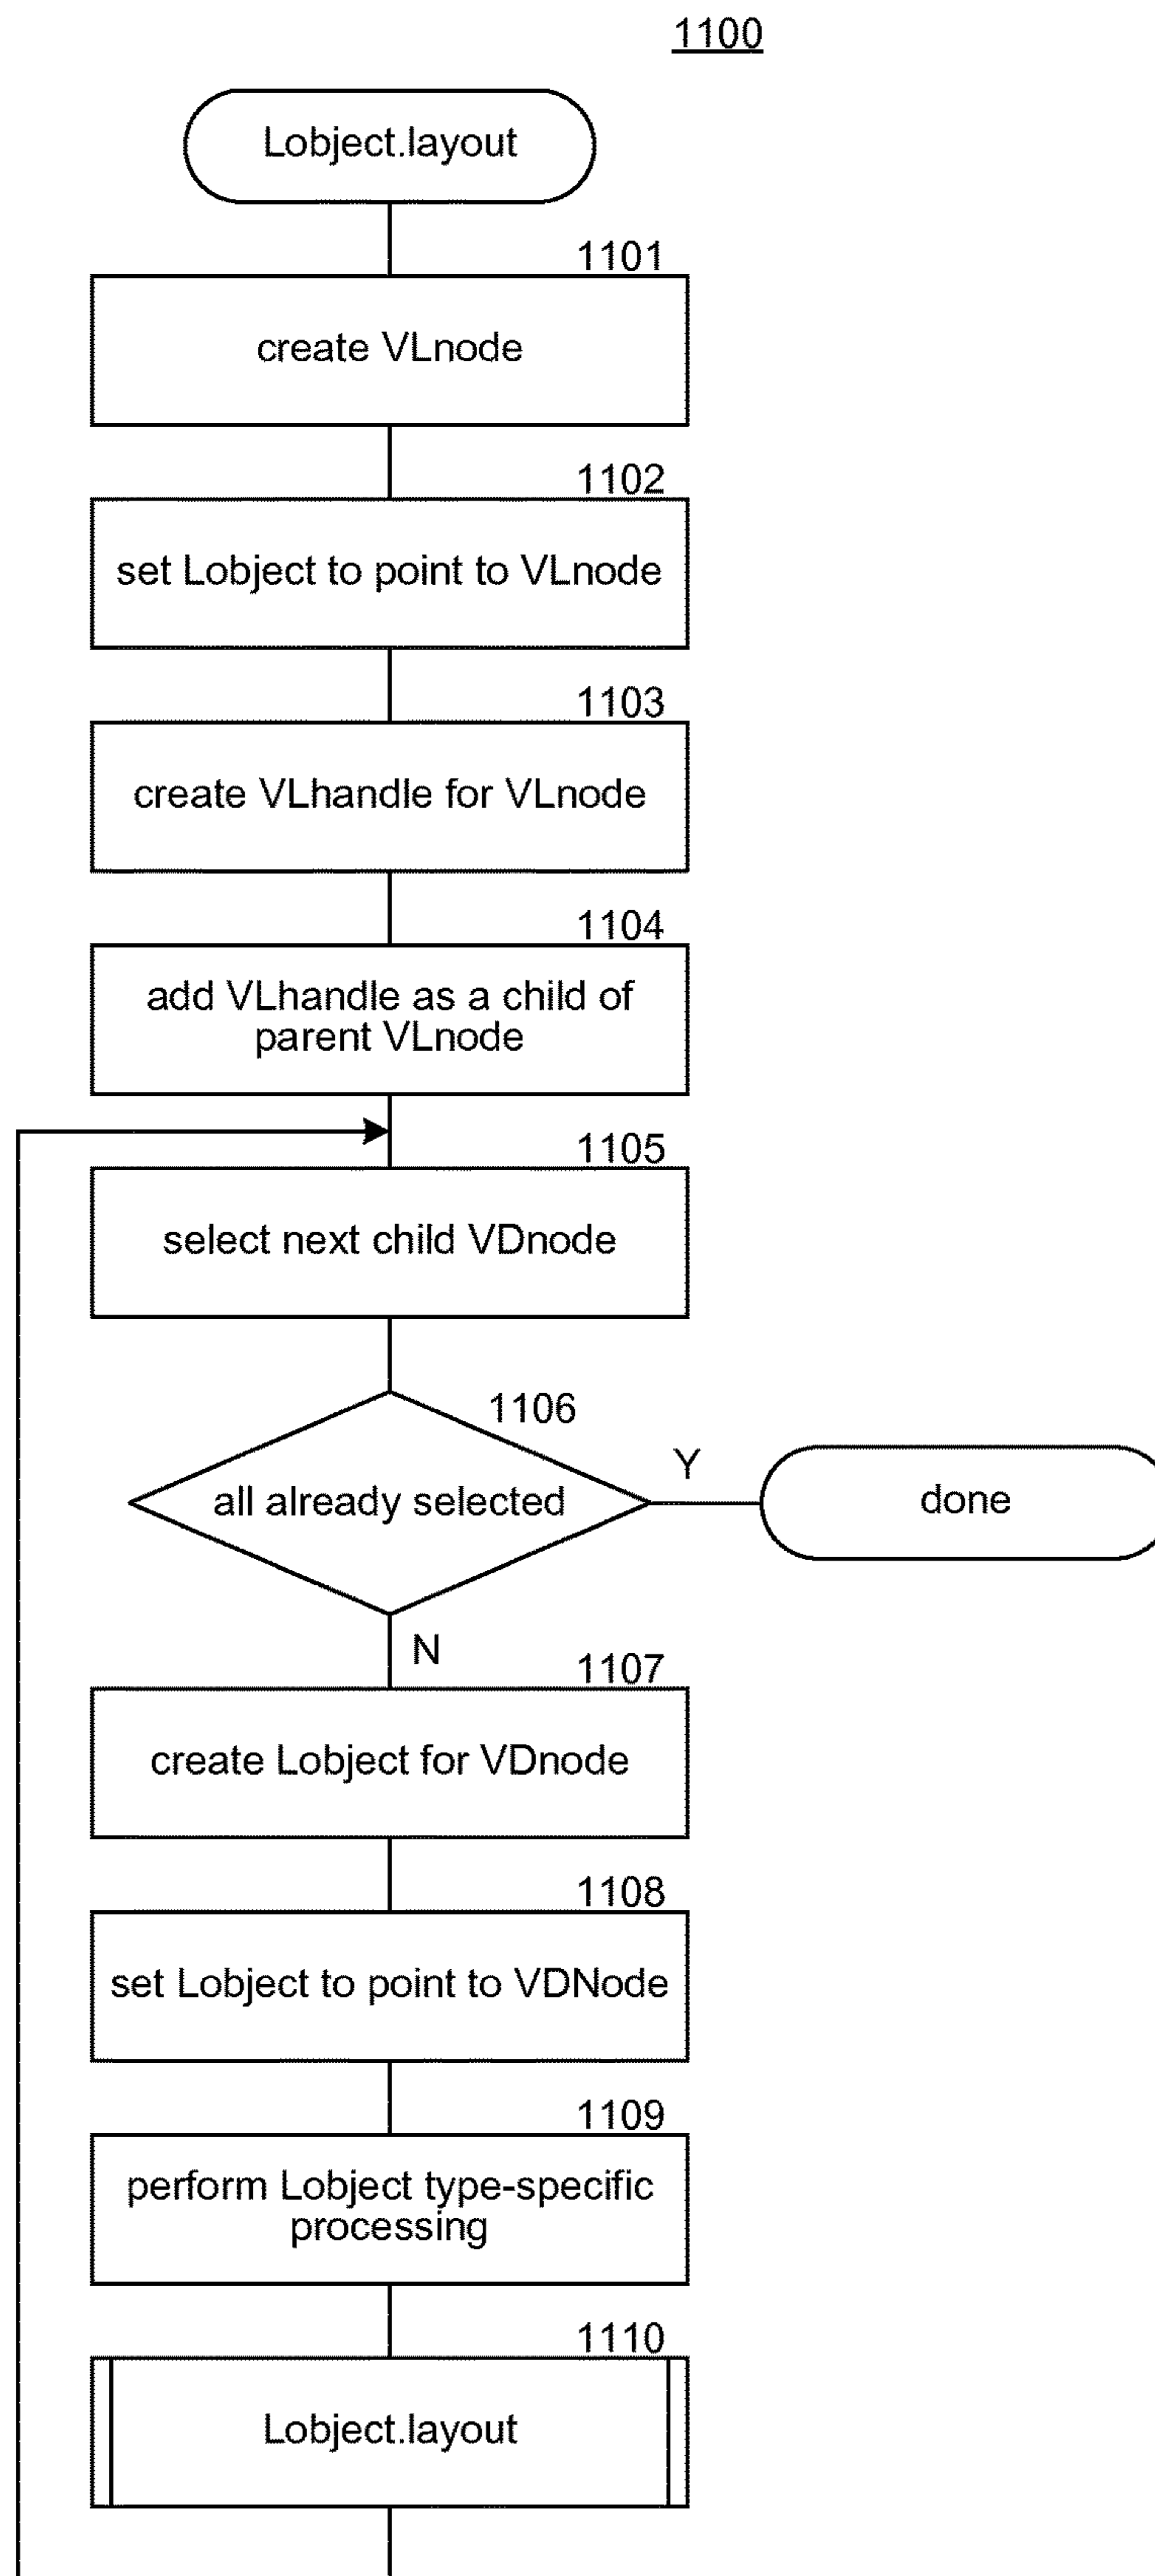 1100
Lobject.layout
1101
create VLnode
1102
set Lobject to point to VLnode
1103
create VLhandle for VLnode
1104
add VLhandle as a child of
parent VLnode
1105
select next child VDnode
1106
all already selected
Y
done
N
1107
create Lobject for VDnode
1108
set Lobject to point to VDNode
1109
perform Lobject type-specific
processing
1110
Lobject.layout